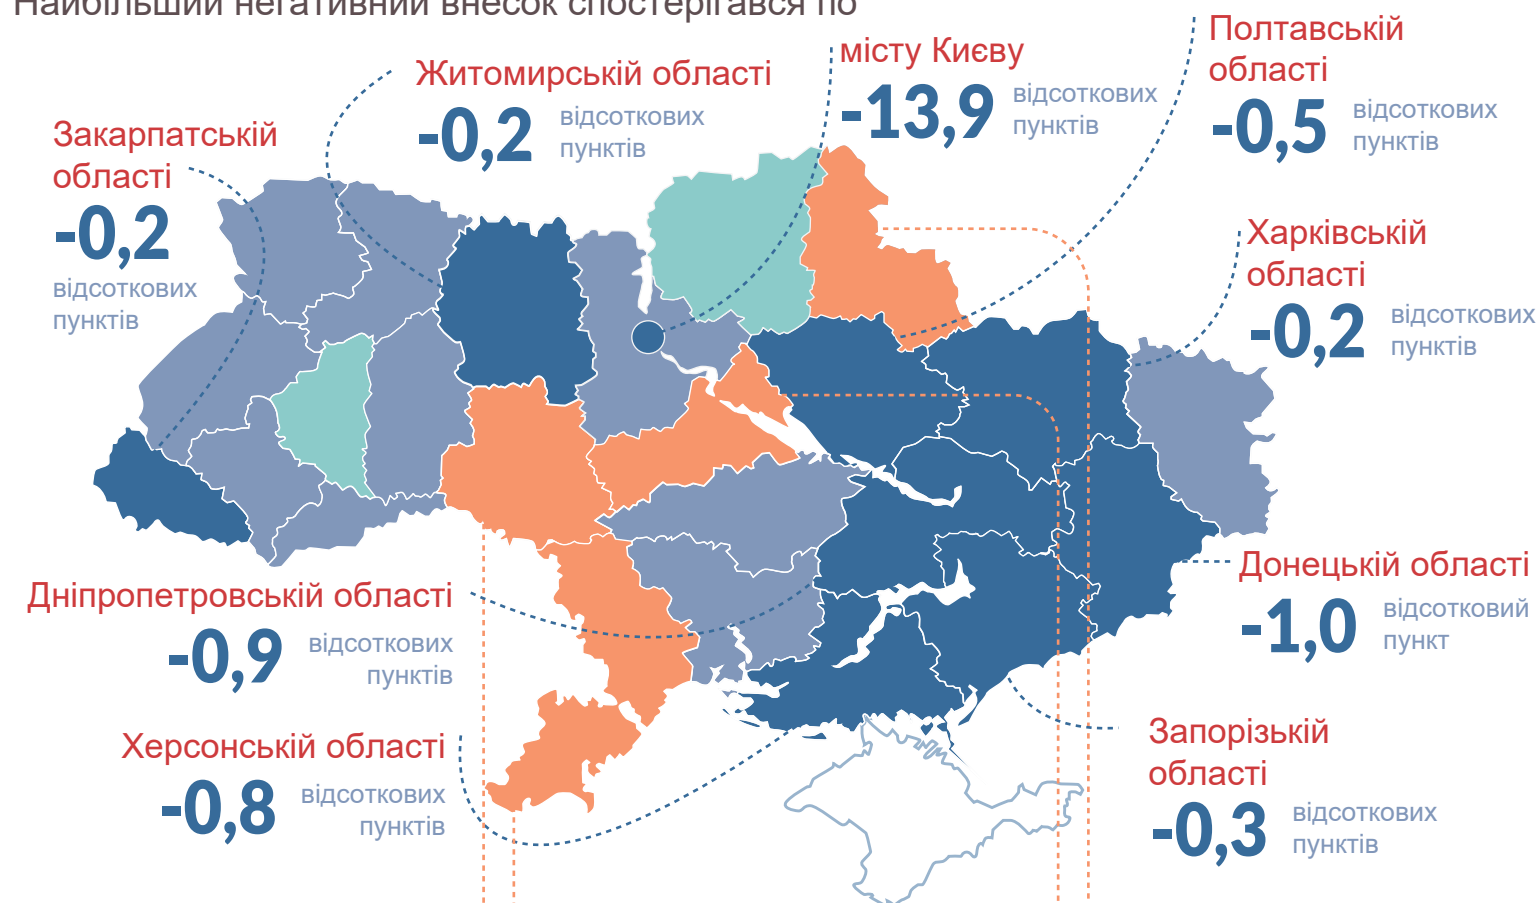 Найбільший негативний внесок спостерігався по
Житомирській області
-0,2
відсоткових
пунктів
місту Києву
-13,9
відсоткових
пунктів
Полтавській
області
-0,5
відсоткових
пунктів
Закарпатській
області
-0,2
відсоткових
пунктів
Харківській
області
-0,2
відсоткових
пунктів
Дніпропетровській області
-0,9
відсоткових
пунктів
Донецькій області
-1,0
відсотковий
пункт
Херсонській області
-0,8
відсоткових
пунктів
Запорізькій
області
-0,3
відсоткових
пунктів